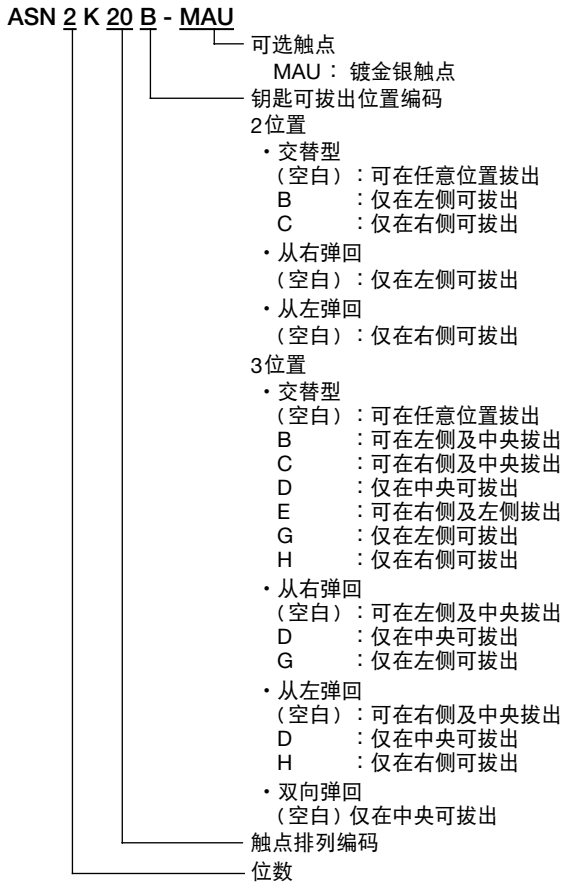 ASN 2 K 20 B - MAU
可选触点
MAU： 镀金银触点
钥匙可拔出位置编码
2位置
・交替型
（空白）：可在任意位置拔出
B ：仅在左侧可拔出
C ：仅在右侧可拔出
・从右弹回
（空白）：仅在左侧可拔出
・从左弹回
（空白）：仅在右侧可拔出
3位置
・交替型
（空白）：可在任意位置拔出
B ：可在左侧及中央拔出
C ：可在右侧及中央拔出
D ：仅在中央可拔出
E ：可在右侧及左侧拔出
G ：仅在左侧可拔出
H ：仅在右侧可拔出
・从右弹回
（空白）：可在左侧及中央拔出
D ：仅在中央可拔出
G ：仅在左侧可拔出
・从左弹回
（空白）：可在右侧及中央拔出
D ：仅在中央可拔出
H ：仅在右侧可拔出
・双向弹回
（空白）仅在中央可拔出
触点排列编码
位数